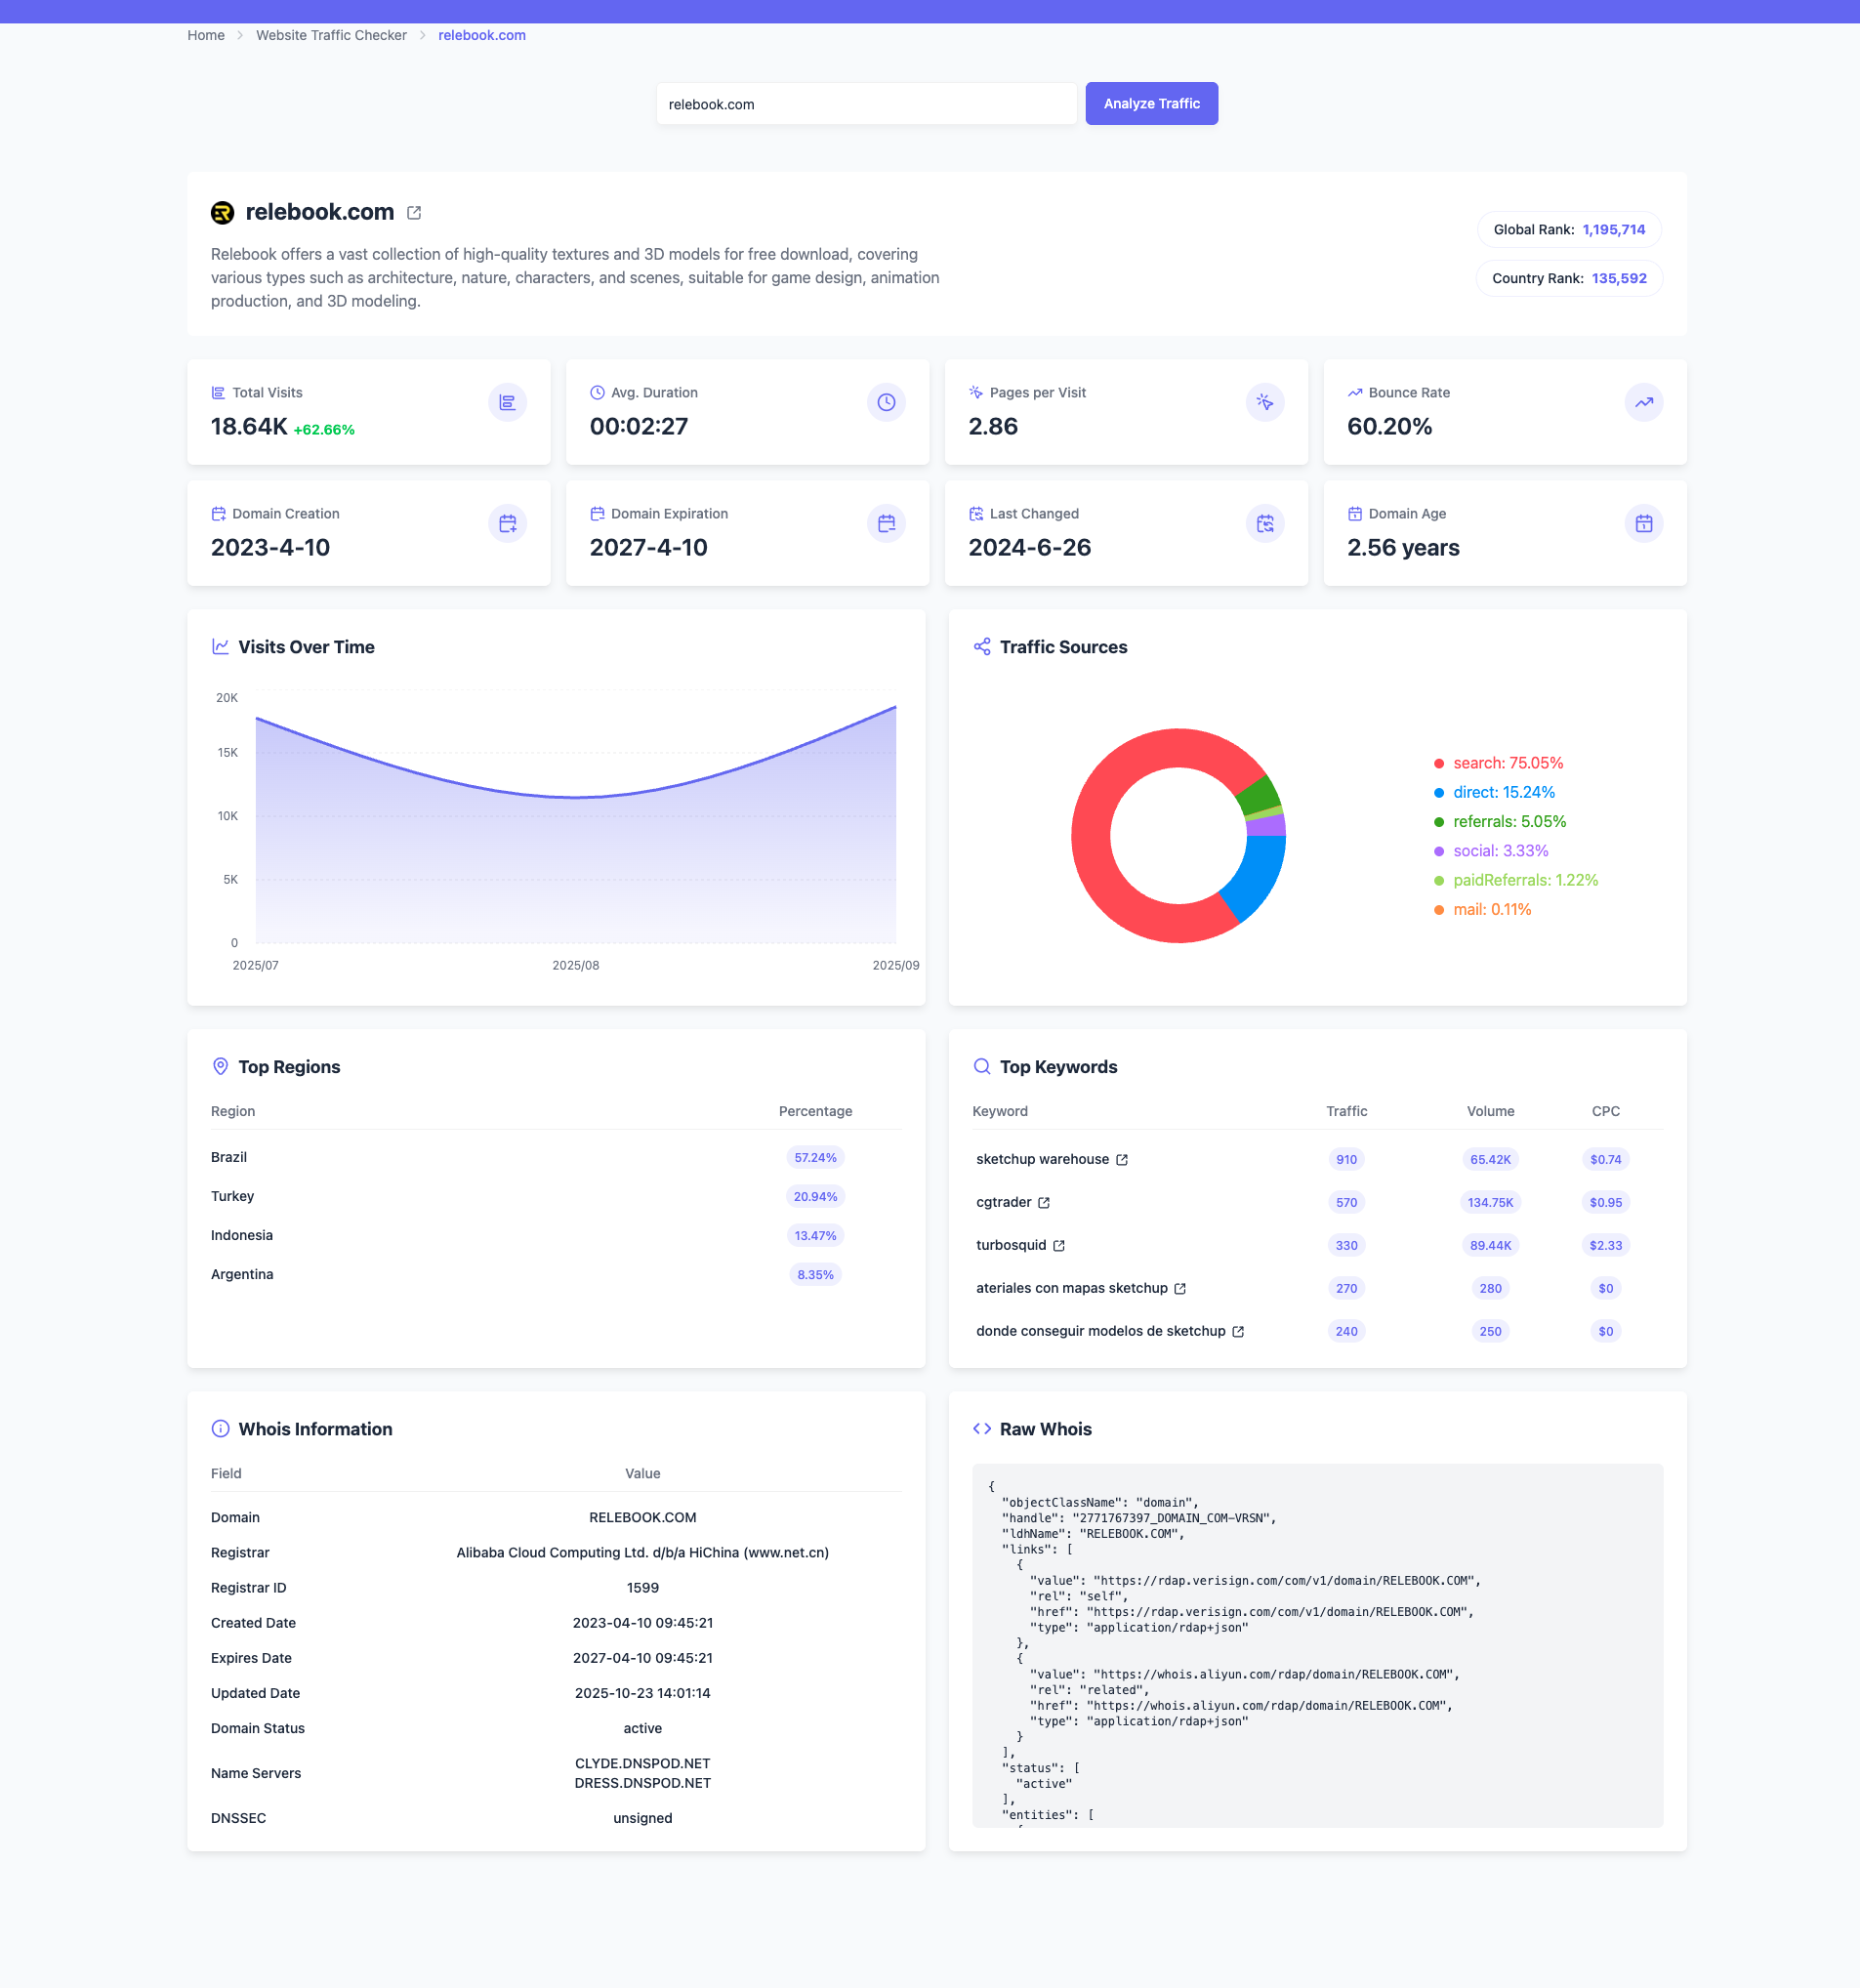 Home > Website Traffic Checker > relebook.com
relebook.com
Analyze Traffic
relebook.com
Relebook offers a vast collection of high-quality textures and 3D models for free download, covering
various types such as architecture, nature, characters, and scenes, suitable for game design, animation
production, and 3D modeling.
Global Rank: 1,195,714
Country Rank: 135,592
Total Visits
18.64K +62.66%
Avg. Duration
00:02:27
Pages per Visit
2.86
Bounce Rate
60.20%
Domain Creation
2023-4-10
Domain Expiration
2027-4-10
Last Changed
2024-6-26
Domain Age
2.56 years
Visits Over Time
20K
15K
10K
5K
0
2025/07 2025/08 2025/09
Traffic Sources
search: 75.05%
direct: 15.24%
referrals: 5.05%
social: 3.33%
paidReferrals: 1.22%
mail: 0.11%
Top Regions
Region Percentage
Brazil 57.24%
Turkey 20.94%
Indonesia 13.47%
Argentina 8.35%
Top Keywords
Keyword Traffic Volume CPC
sketchup warehouse 910 65.42K $0.74
cgtrader 570 134.75K $0.95
turbosquid 330 89.44K $2.33
ateriales con mapas sketchup 270 280 $0
donde conseguir modelos de sketchup 240 250 $0
Whois Information
Field Value
Domain RELEBOOK.COM
Registrar Alibaba Cloud Computing Ltd. d/b/a HiChina (www.net.cn)
Registrar ID 1599
Created Date 2023-04-10 09:45:21
Expires Date 2027-04-10 09:45:21
Updated Date 2025-10-23 14:01:14
Domain Status active
Name Servers CLYDE.DNSPOD.NET
DRESS.DNSPOD.NET
DNSSEC unsigned
Raw Whois
{
"objectClassName": "domain",
"handle": "2771767397_DOMAIN_COM-VRSN",
"ldhName": "RELEBOOK.COM",
"links": [
{
"value": "https://rdap.verisign.com/com/v1/domain/RELEBOOK.COM",
"rel": "self",
"href": "https://rdap.verisign.com/com/v1/domain/RELEBOOK.COM",
"type": "application/rdap+json"
},
{
"value": "https://whois.aliyun.com/rdap/domain/RELEBOOK.COM",
"rel": "related",
"href": "https://whois.aliyun.com/rdap/domain/RELEBOOK.COM",
"type": "application/rdap+json"
}
],
"status": [
"active"
],
"entities": [